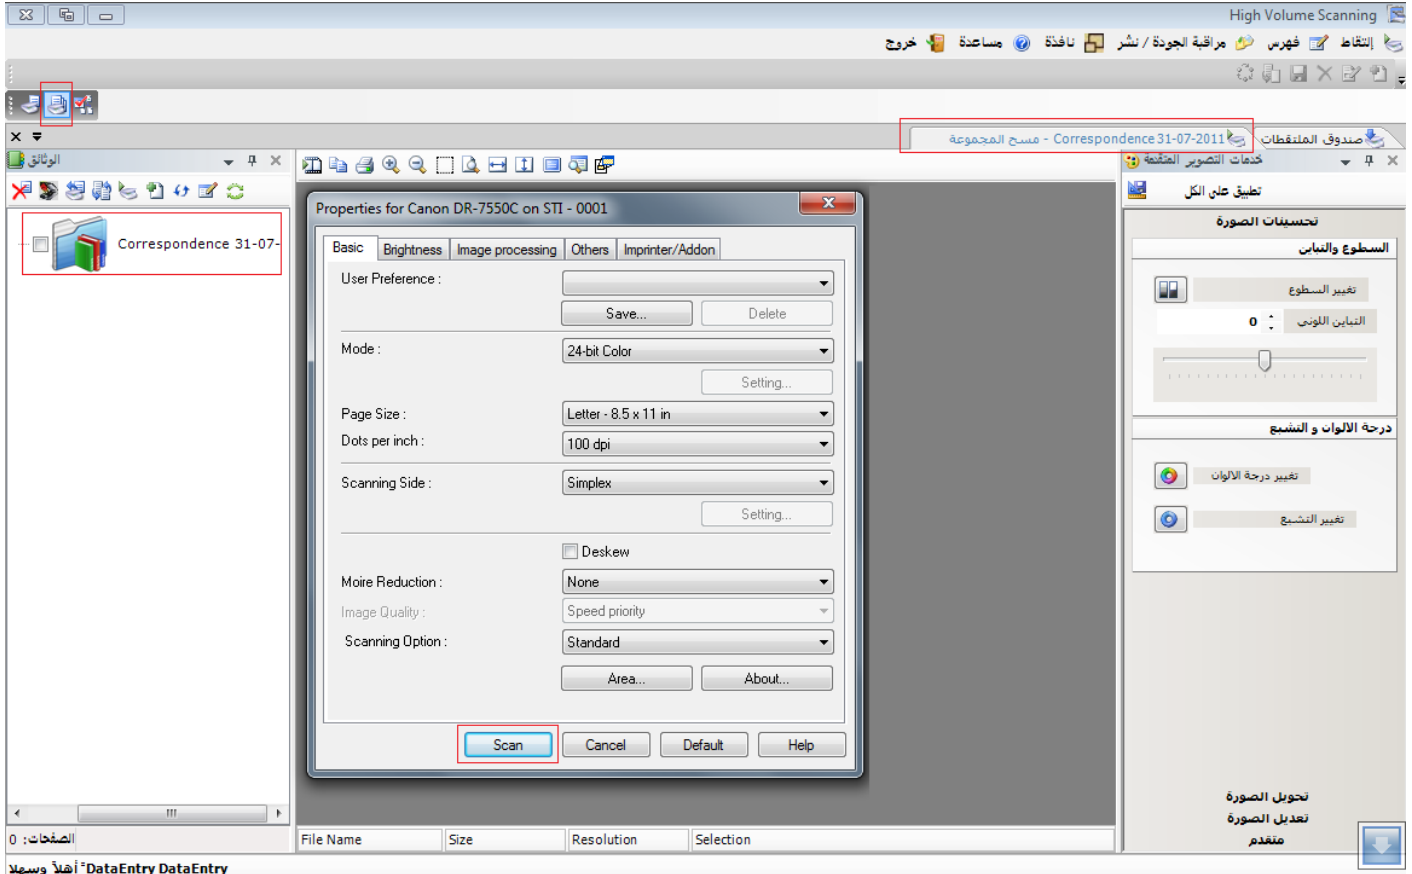 High Volume Scanning
إلتقاط فهرس مراقبة الجودة / نشر نافذة مساعدة خروج
صندوق الملتقطات
Correspondence 31-07-2011 - مسح المجموعة
الوثائق
Correspondence 31-07-
الصفحات: 0
Properties for Canon DR-7550C on STI - 0001
Basic Brightness Image processing Others Imprinter/Addon
User Preference :
Save... Delete
Mode : 24-bit Color
Setting...
Page Size : Letter - 8.5 x 11 in
Dots per inch : 100 dpi
Scanning Side : Simplex
Setting...
Deskew
Moire Reduction : None
Image Quality : Speed priority
Scanning Option : Standard
Area... About...
Scan Cancel Default Help
File Name Size Resolution Selection
خدمات التصوير المتقدمة
تطبيق على الكل
تحسينات الصورة
السطوع والتباين
تغيير السطوع
التباين اللوني 0
درجة الالوان و التشبع
تغيير درجة الالوان
تغيير التشبع
تحويل الصورة
تعديل الصورة
متقدم
أهلاً وسهلا "DataEntry DataEntry